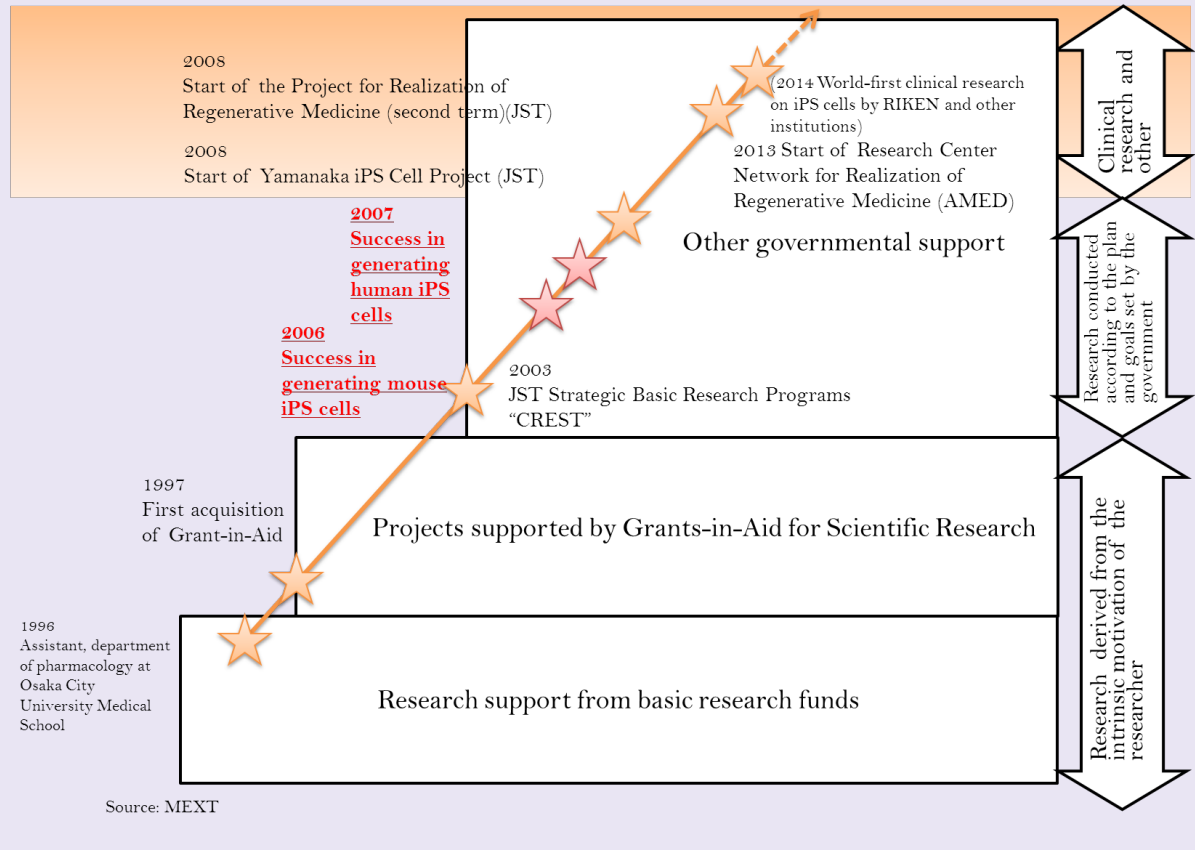 2008
Start of the Project for Realization of
Regenerative Medicine (second term)(JST)
2008
Start of Yamanaka iPS Cell Project (JST)
(2014 World-first clinical research
on iPS cells by RIKEN and other
institutions)
2013 Start of Research Center
Network for Realization of
Regenerative Medicine (AMED)
Other governmental support
2007
Success in
generating
human iPS
cells
2006
Success in
generating mouse
iPS cells
2003
JST Strategic Basic Research Programs
“CREST”
1997
First acquisition
of Grant-in-Aid
Projects supported by Grants-in-Aid for Scientific Research
1996
Assistant, department
of pharmacology at
Osaka City
University Medical
School
Research support from basic research funds
Source: MEXT
Clinical
research and
other
Research conducted
according to the plan
and goals set by the
government
Research derived from the
intrinsic motivation of the
researcher